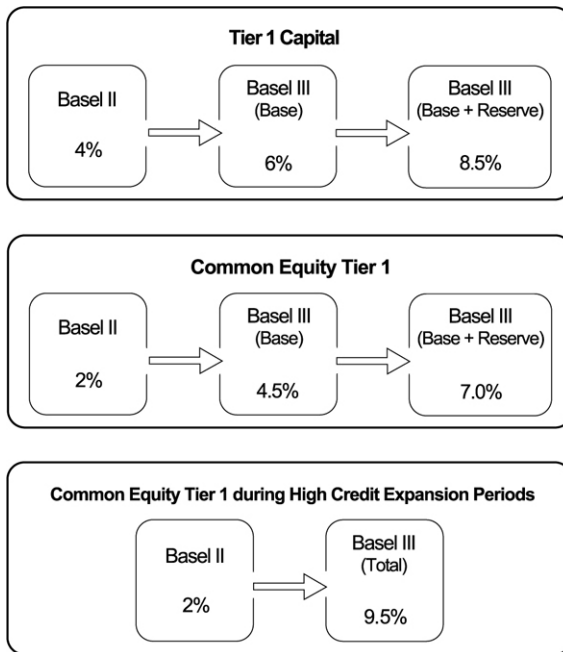 Tier 1 Capital
Basel II
4%
Basel III
(Base)
6%
Basel III
(Base + Reserve)
8.5%
Common Equity Tier 1
Basel II
2%
Basel III
(Base)
4.5%
Basel III
(Base + Reserve)
7.0%
Common Equity Tier 1 during High Credit Expansion Periods
Basel II
2%
Basel III
(Total)
9.5%